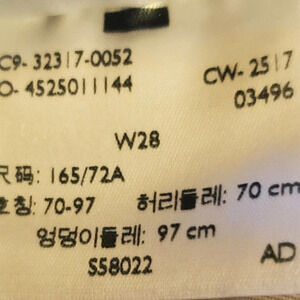 C9-32317-0052
O-4525011144
CW-2517
03496
W28
尺码: 165/72A
호칭: 70-97
허리둘레: 70 cm
엉덩이둘레: 97 cm
S58022
AD